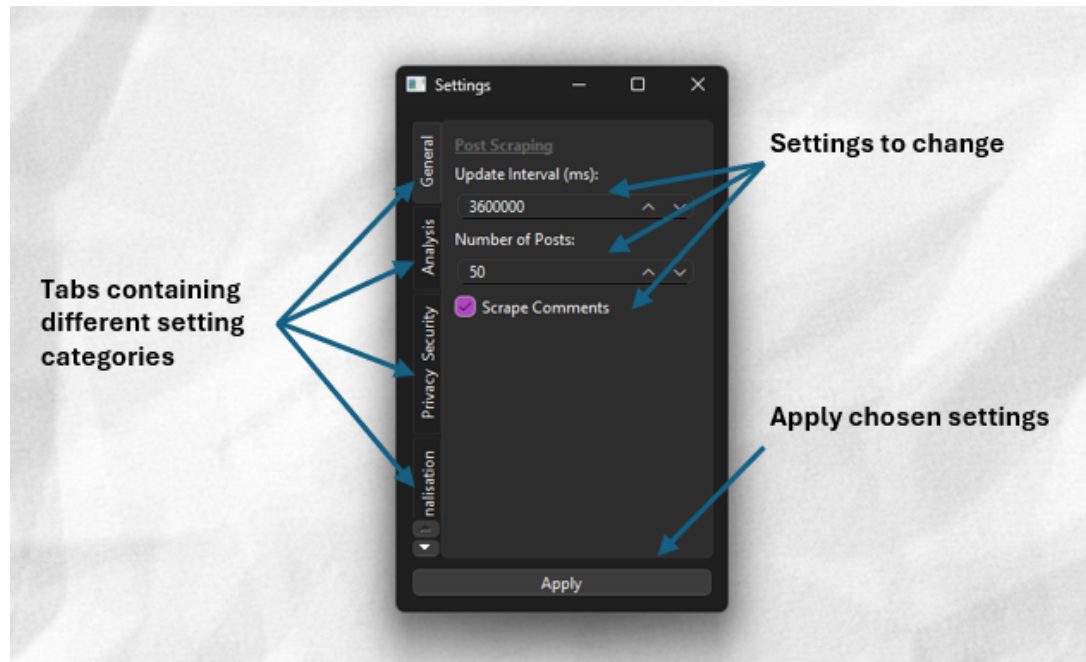 Settings
General
Analysis
Privacy Security
nalisation
Post Scraping
Update Interval (ms):
3600000
Number of Posts:
50
Scrape Comments
Apply
Settings to change
Tabs containing
different setting
categories
Apply chosen settings